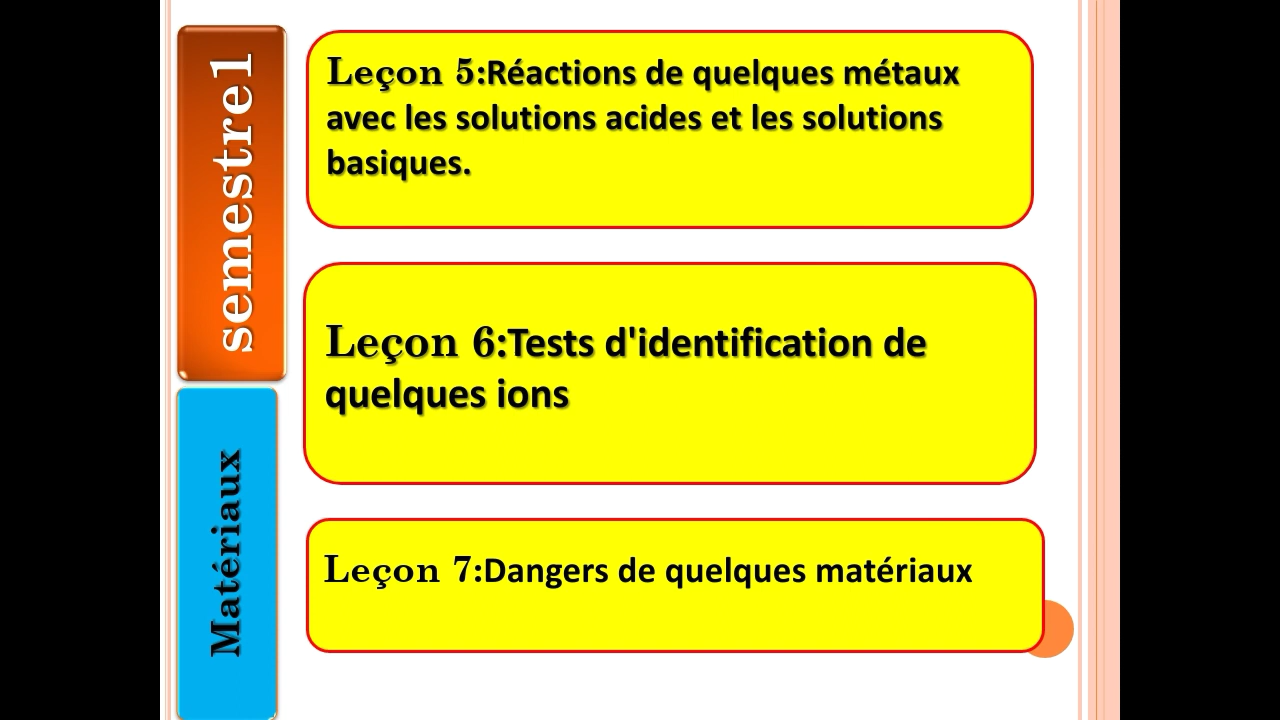 semestre1
Leçon 5:Réactions de quelques métaux
avec les solutions acides et les solutions
basiques.
Leçon 6:Tests d'identification de
quelques ions
Matériaux
Leçon 7:Dangers de quelques matériaux